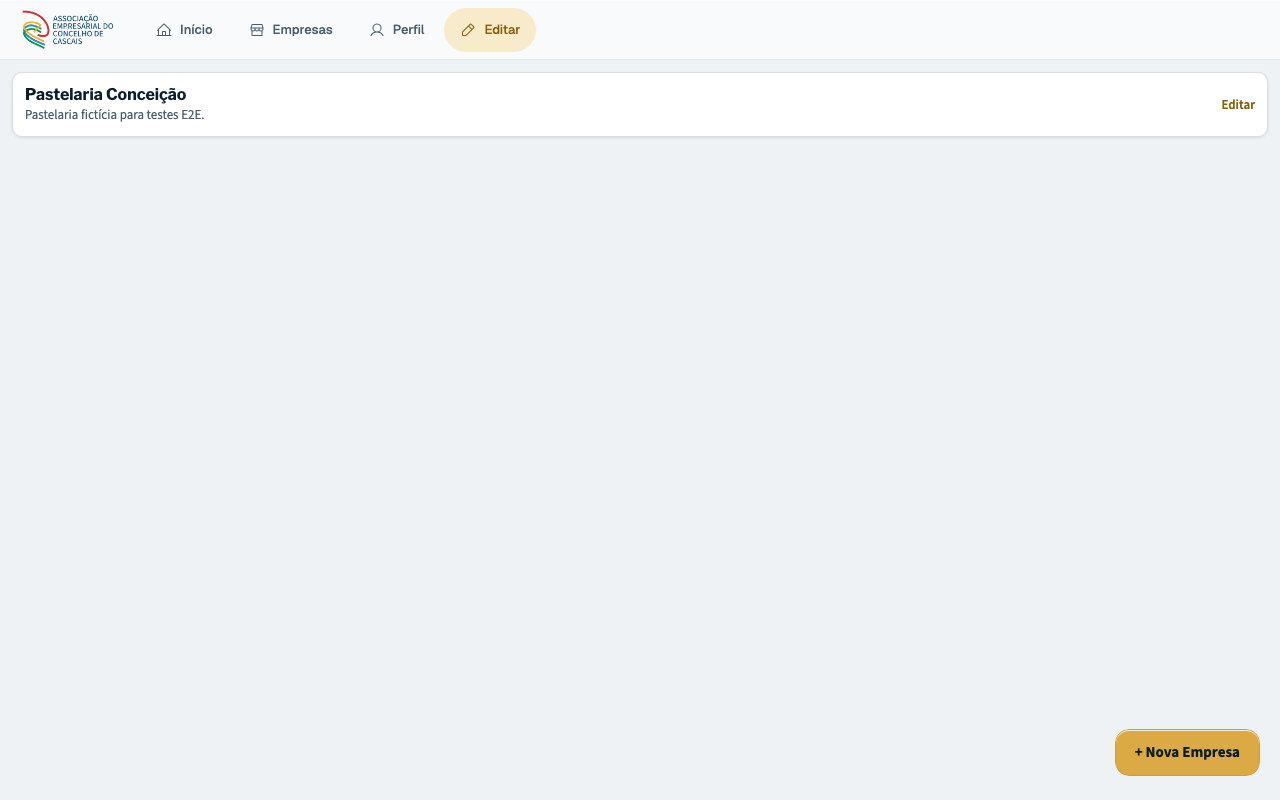 ASSOCIAÇÃO
EMPRESARIAL DO
CONCELHO DE
CASCAIS
Início
Empresas
Perfil
Editar
Pastelaria Conceição
Pastelaria fictícia para testes E2E.
Editar
+ Nova Empresa